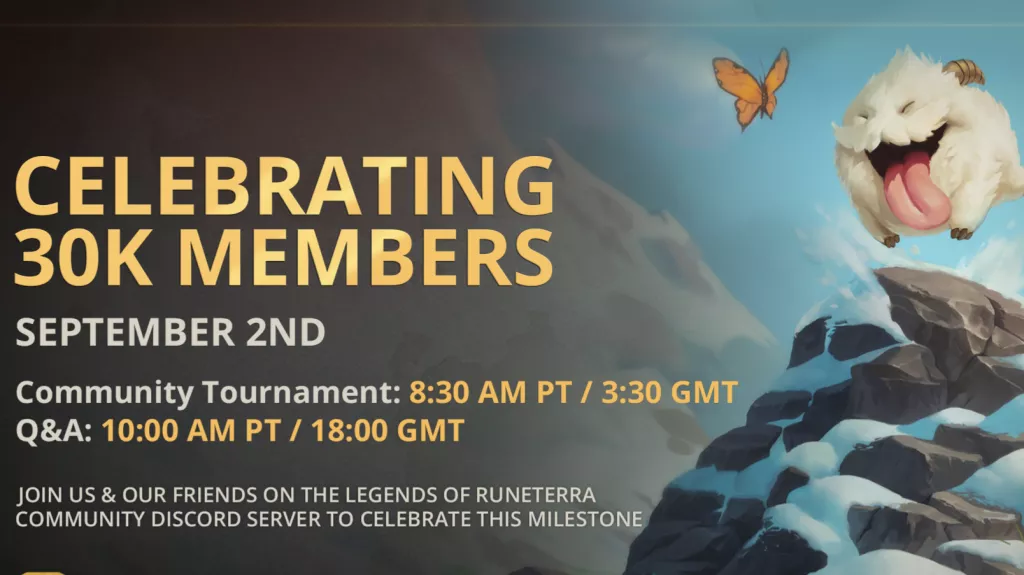 CELEBRATING
30K MEMBERS
SEPTEMBER 2ND
Community Tournament: 8:30 AM PT / 3:30 GMT
Q&A: 10:00 AM PT / 18:00 GMT
JOIN US & OUR FRIENDS ON THE LEGENDS OF RUNETERRA
COMMUNITY DISCORD SERVER TO CELEBRATE THIS MILESTONE